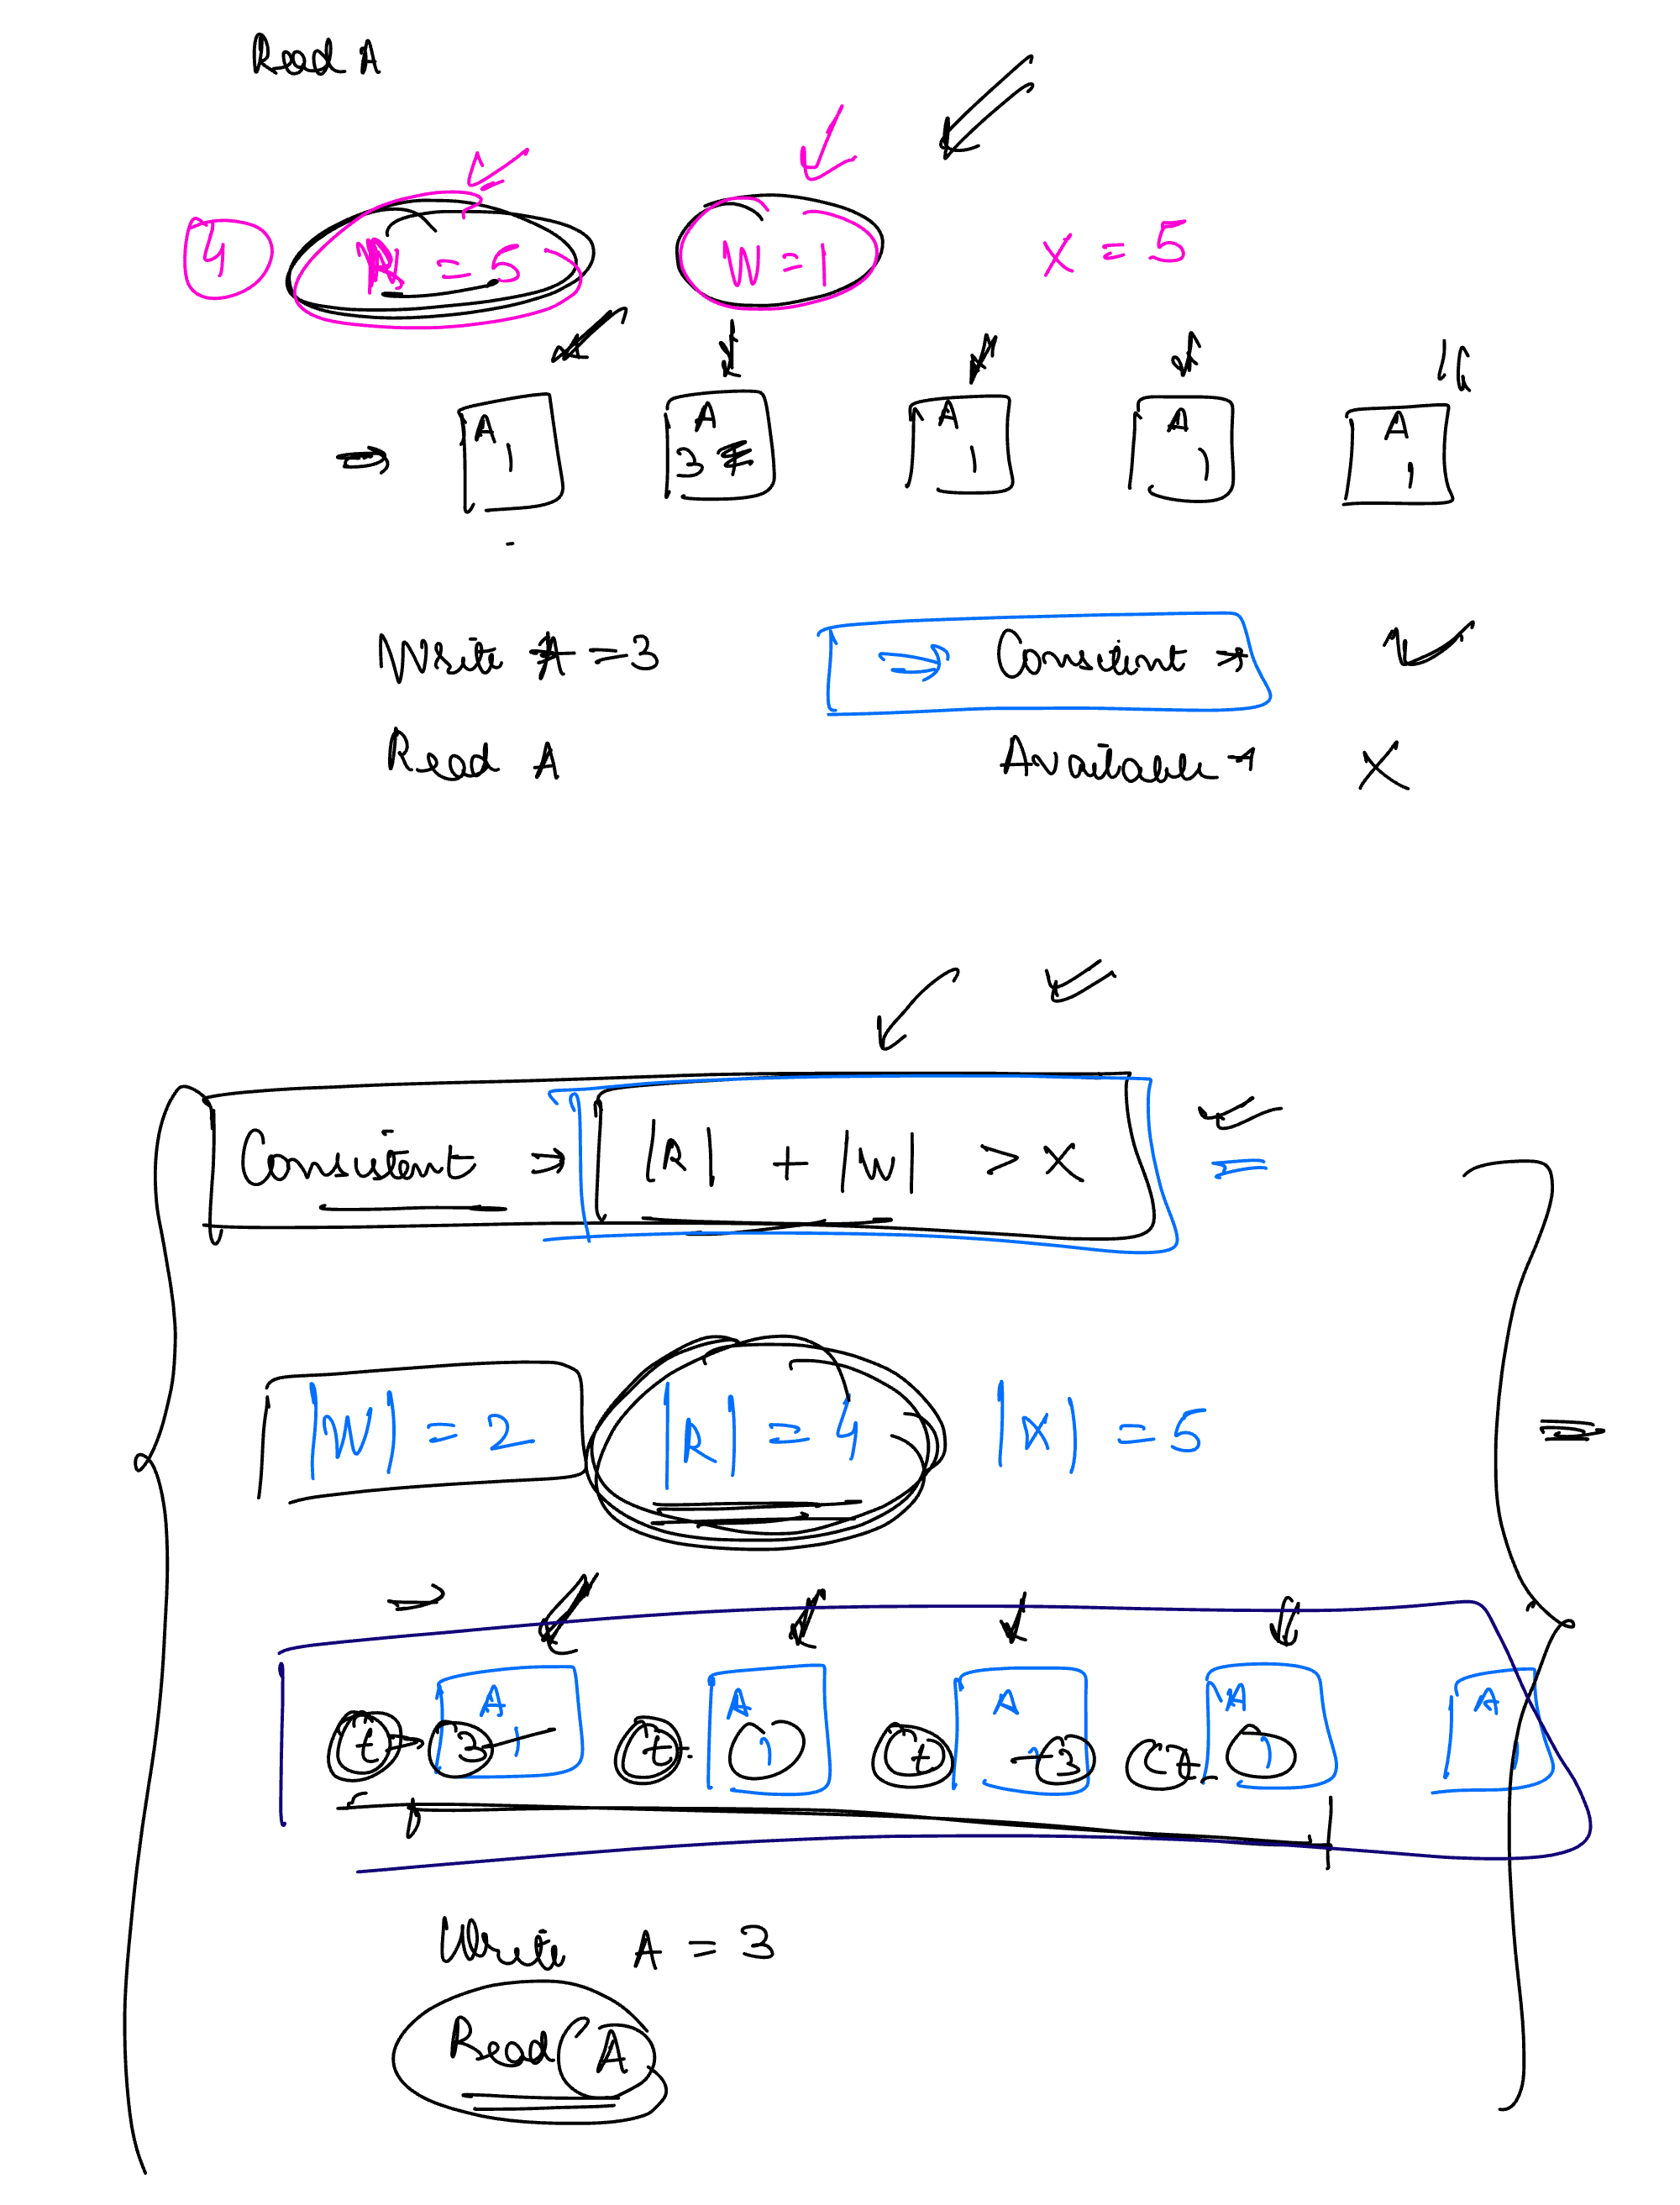 Read A
4 R = 5 W = 1 X = 5
A A A A A
1 3 1 1 1
Write A = 3 → Consistent →
Read A Available → X
Consistent → |R| + |W| > X
|W| = 2 |R| = 4 |X| = 5
A A A A A
t 3 1 t 1 t 3 t 1
Write A = 3
Read A